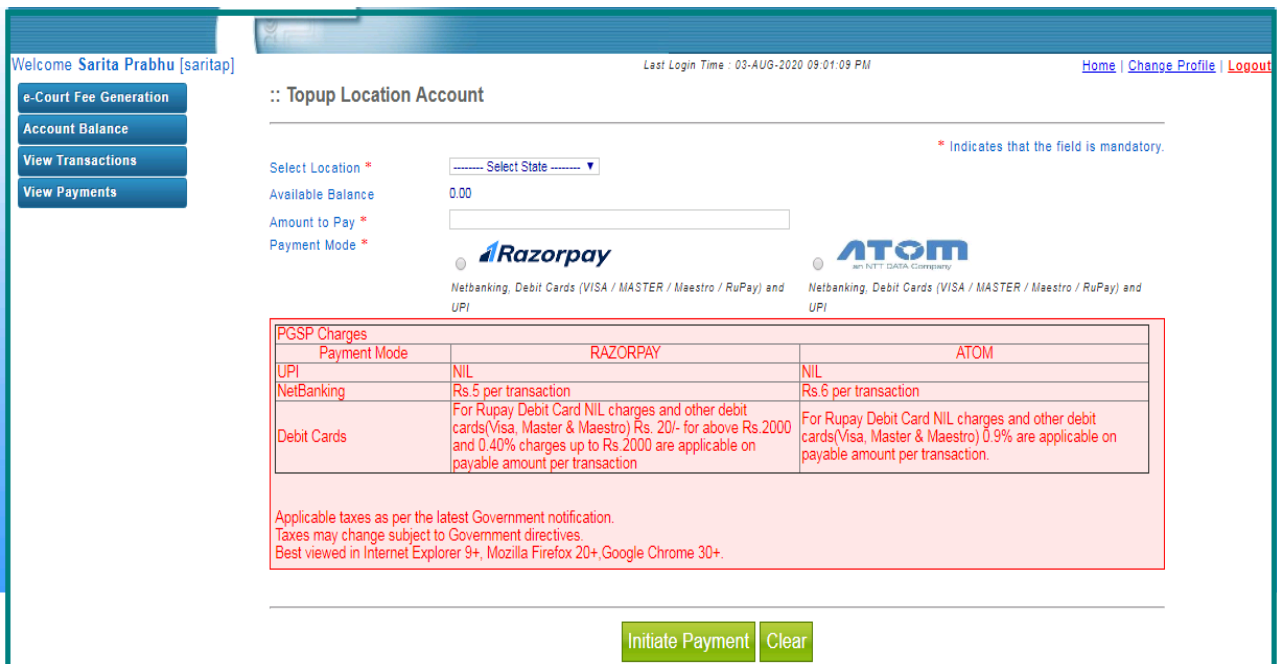 Welcome Sarita Prabhu [saritap]
Last Login Time : 03-AUG-2020 09:01:09 PM
Home | Change Profile | Logout
e-Court Fee Generation
Account Balance
View Transactions
View Payments
:: Topup Location Account
* Indicates that the field is mandatory.
Select Location *
-------- Select State --------
Available Balance
0.00
Amount to Pay *
Payment Mode *
Razorpay
Netbanking, Debit Cards (VISA / MASTER / Maestro / RuPay) and
UPI
ATOM
an NTT DATA Company
Netbanking, Debit Cards (VISA / MASTER / Maestro / RuPay) and
UPI
PGSP Charges
Payment Mode RAZORPAY ATOM
UPI NIL NIL
NetBanking Rs.5 per transaction Rs.6 per transaction
Debit Cards
For Rupay Debit Card NIL charges and other debit
cards(Visa, Master & Maestro) Rs. 20/- for above Rs.2000
and 0.40% charges up to Rs.2000 are applicable on
payable amount per transaction
For Rupay Debit Card NIL charges and other debit
cards(Visa, Master & Maestro) 0.9% are applicable on
payable amount per transaction.
Applicable taxes as per the latest Government notification.
Taxes may change subject to Government directives.
Best viewed in Internet Explorer 9+, Mozilla Firefox 20+,Google Chrome 30+.
Initiate Payment
Clear